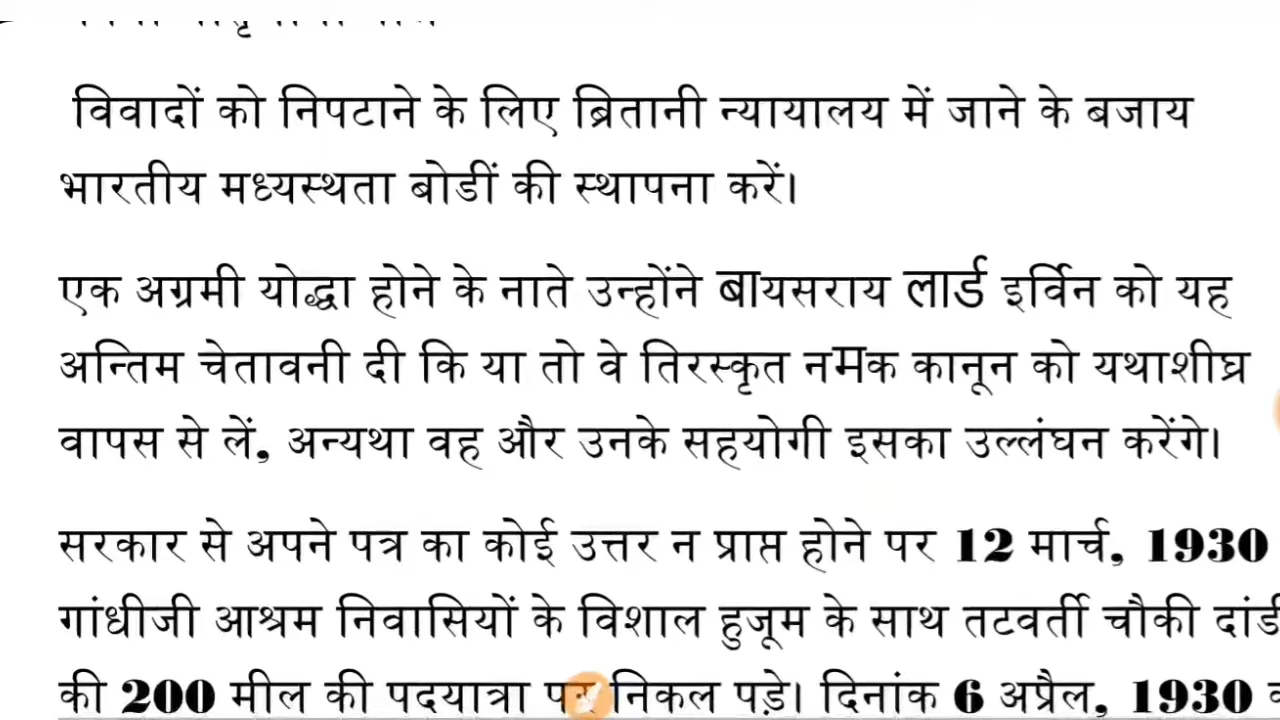 विवादों को निपटाने के लिए ब्रितानी न्यायालय में जाने के बजाय
भारतीय मध्यस्थता बोर्डी की स्थापना करें।
एक अग्रमी योद्धा होने के नाते उन्होंने बायसराय लार्ड इर्विन को यह
अन्तिम चेतावनी दी कि या तो वे तिरस्कृत नमक कानून को यथाशीघ्र
वापस से लें, अन्यथा वह और उनके सहयोगी इसका उल्लंघन करेंगे।
सरकार से अपने पत्र का कोई उत्तर न प्राप्त होने पर 12 मार्च, 1930
गांधीजी आश्रम निवासियों के विशाल हुजूम के साथ तटवर्ती चौकी दांडी
की 200 मील की पदयात्रा पर निकल पड़े। दिनांक 6 अप्रैल, 1930